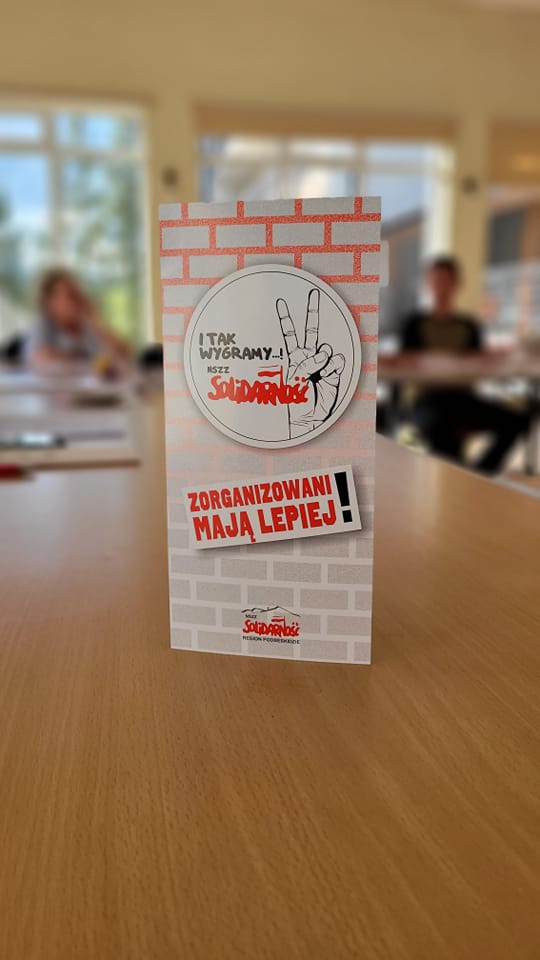 I TAK
WYGRAMY...!
NSZZ
SOLIDARNOŚĆ
ZORGANIZOWANI
MAJĄ LEPIEJ!
NSZZ
SOLIDARNOŚĆ
REGION PODBESKIDZIE